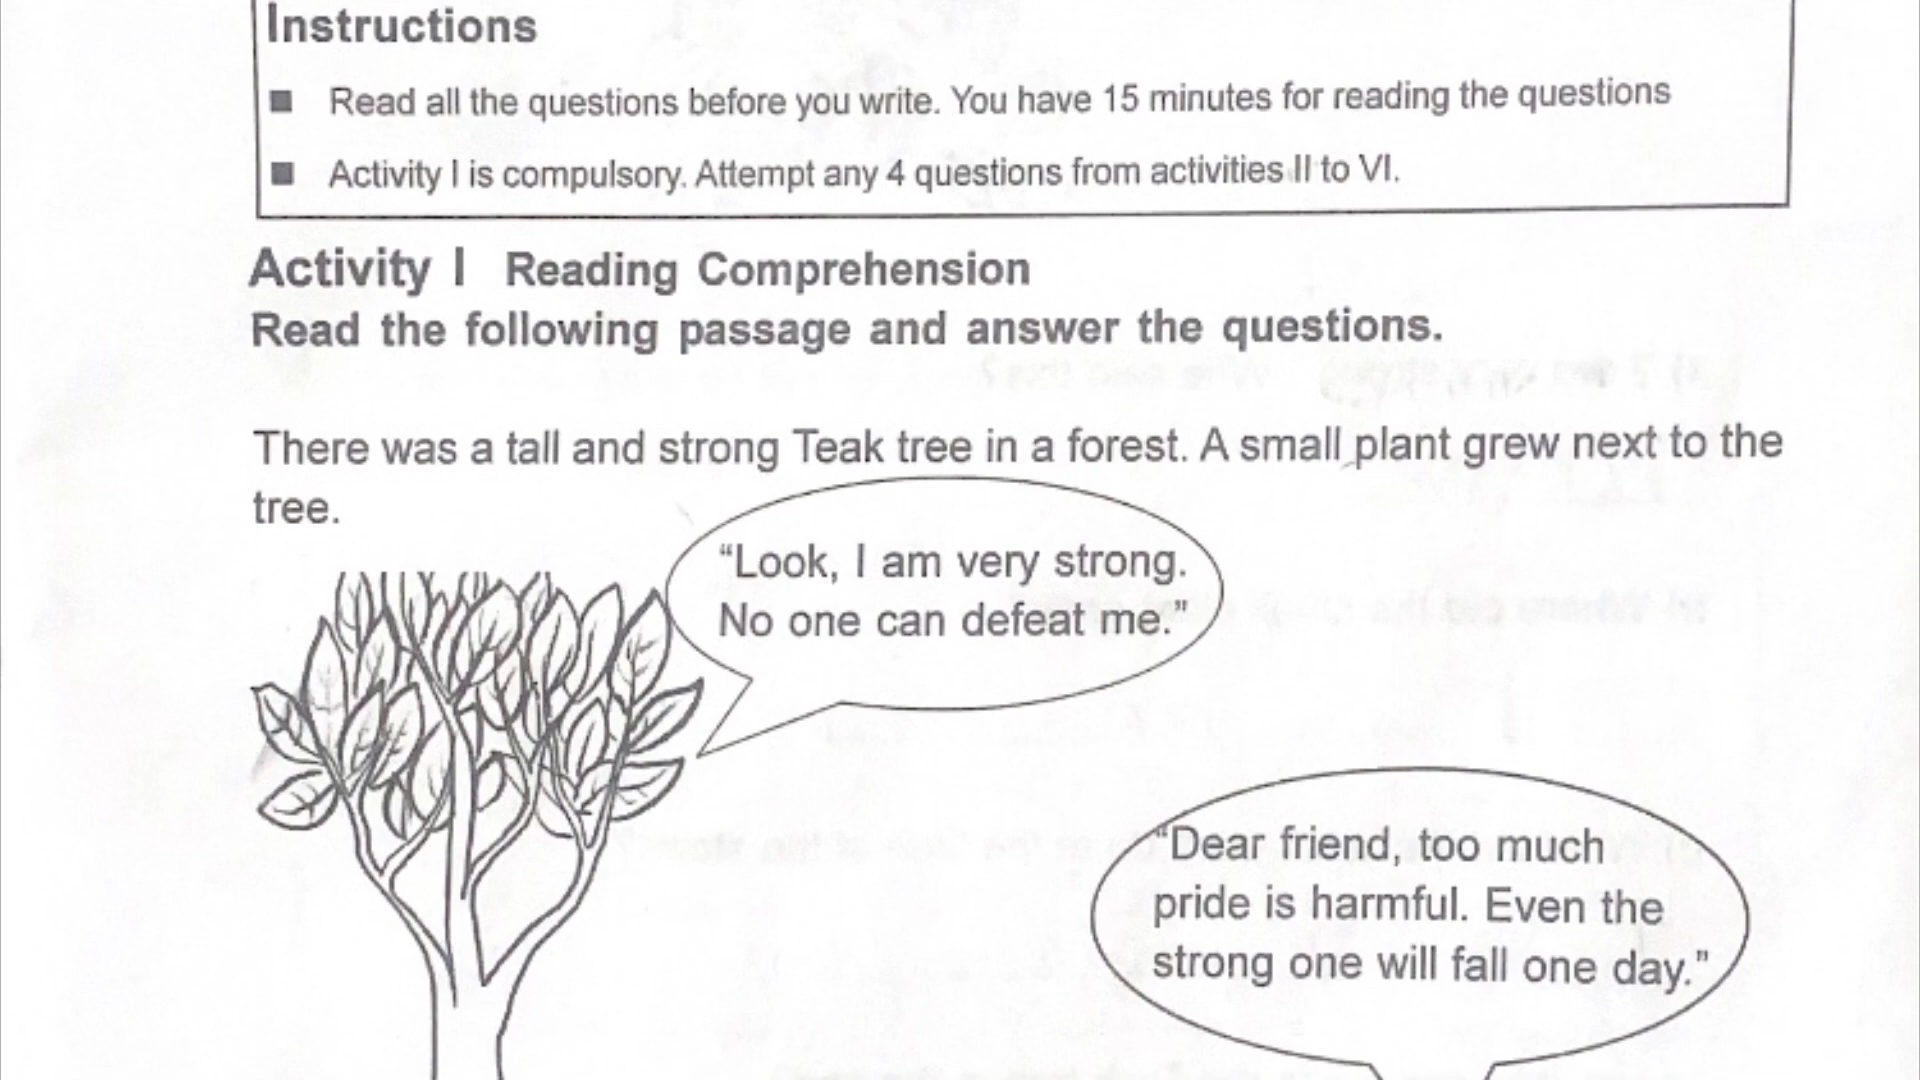 Instructions
Read all the questions before you write. You have 15 minutes for reading the questions
Activity I is compulsory. Attempt any 4 questions from activities II to VI.
Activity I Reading Comprehension
Read the following passage and answer the questions.
There was a tall and strong Teak tree in a forest. A small plant grew next to the
tree.
“Look, I am very strong.
No one can defeat me.”
“Dear friend, too much
pride is harmful. Even the
strong one will fall one day.”